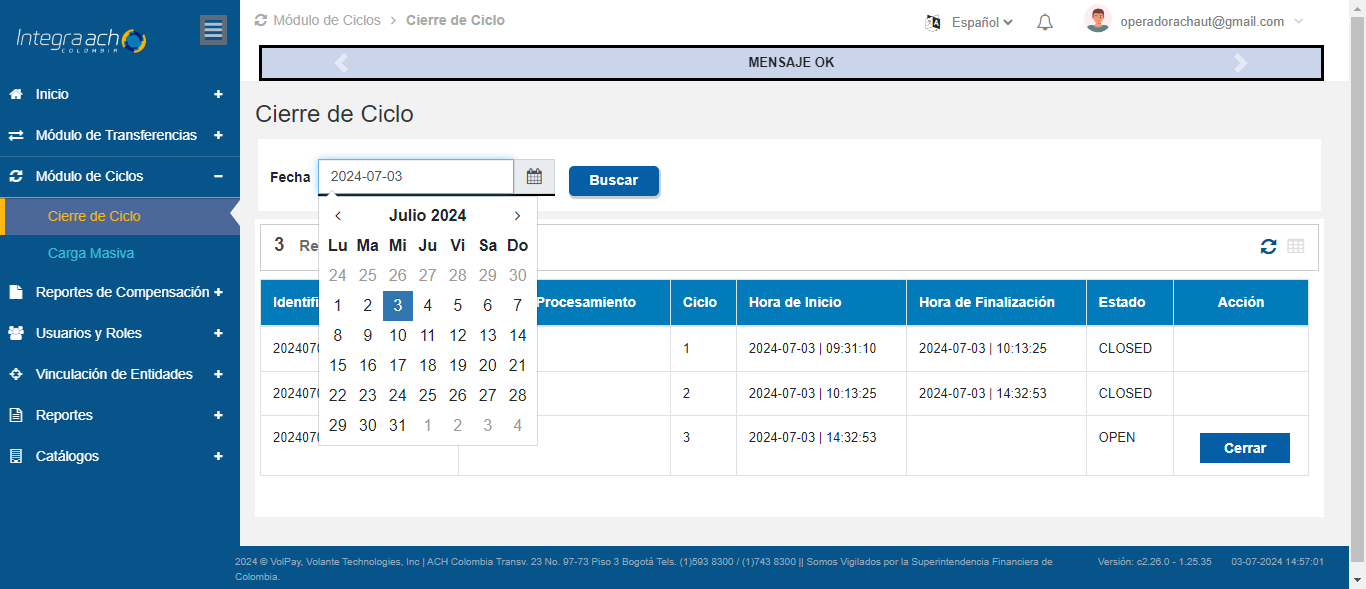 Integra ach
COLOMBIA
Módulo de Ciclos > Cierre de Ciclo
Español
operadorachaut@gmail.com
MENSAJE OK
Inicio +
Módulo de Transferencias +
Módulo de Ciclos −
Cierre de Ciclo
Carga Masiva
Reportes de Compensación +
Usuarios y Roles +
Vinculación de Entidades +
Reportes +
Catálogos +
Cierre de Ciclo
Fecha 2024-07-03 Buscar
‹ Julio 2024 ›
Lu Ma Mi Ju Vi Sa Do
24 25 26 27 28 29 30
1 2 3 4 5 6 7
8 9 10 11 12 13 14
15 16 17 18 19 20 21
22 23 24 25 26 27 28
29 30 31 1 2 3 4
3 Re
Identifi Procesamiento Ciclo Hora de Inicio Hora de Finalización Estado Acción
202407 1 2024-07-03 | 09:31:10 2024-07-03 | 10:13:25 CLOSED
202407 2 2024-07-03 | 10:13:25 2024-07-03 | 14:32:53 CLOSED
202407 3 2024-07-03 | 14:32:53 OPEN Cerrar
2024 © VolPay, Volante Technologies, Inc | ACH Colombia Transv. 23 No. 97-73 Piso 3 Bogotá Tels. (1)593 8300 / (1)743 8300 || Somos Vigilados por la Superintendencia Financiera de
Colombia.
Versión: c2.26.0 - 1.25.35 03-07-2024 14:57:01